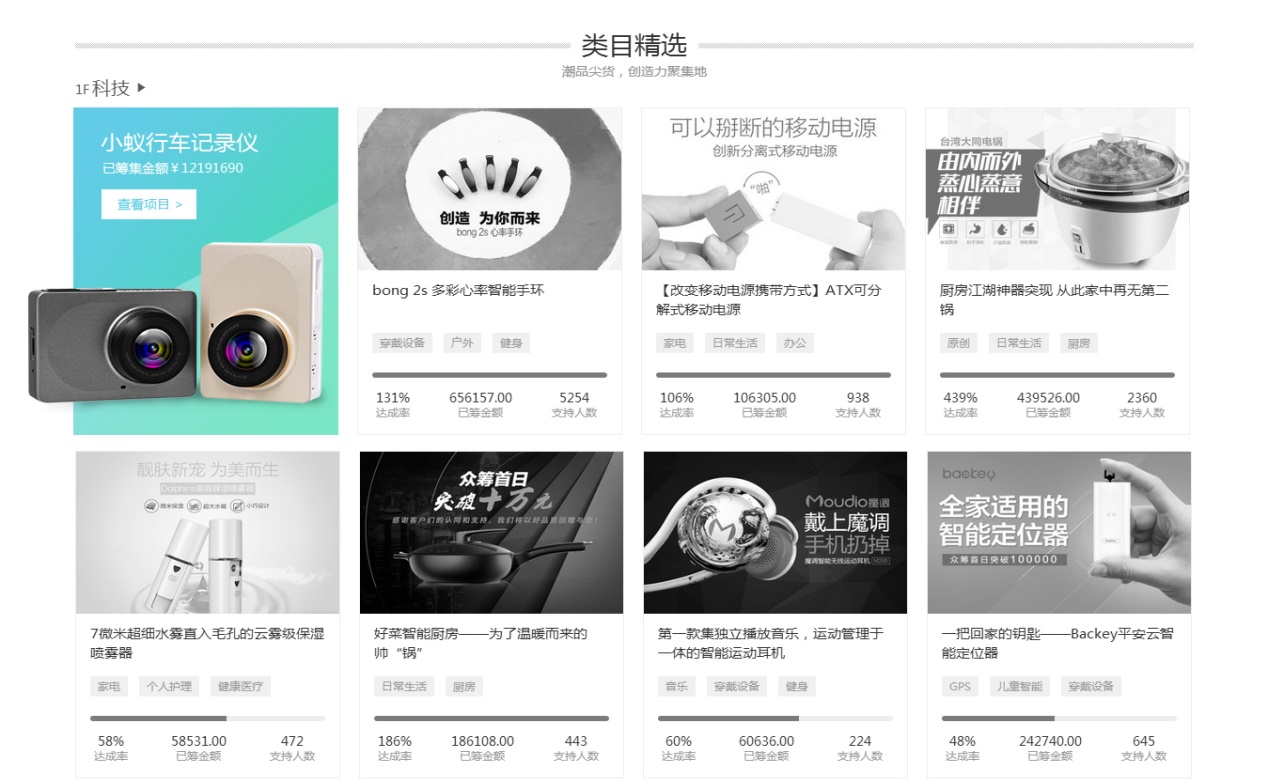 类目精选
潮品尖货，创造力聚集地
1F科技
小蚁行车记录仪
已筹集金额￥12191690
查看项目 >
创造 为你而来
bong 2s 心率手环
bong 2s 多彩心率智能手环
穿戴设备 户外 健身
131% 656157.00 5254
达成率 已筹金额 支持人数
可以掰断的移动电源
创新分离式移动电源
“啪”
【改变移动电源携带方式】ATX可分
解式移动电源
家电 日常生活 办公
106% 106305.00 938
达成率 已筹金额 支持人数
台湾大同电锅
由内而外
蒸心蒸意
相伴
厨房江湖神器突现 从此家中再无第二
锅
原创 日常生活 厨房
439% 439526.00 2360
达成率 已筹金额 支持人数
靓肤新宠 为美而生
Dolphin美容保湿喷雾器
微米保湿 超大水箱 小巧设计
7微米超细水雾直入毛孔的云雾级保湿
喷雾器
家电 个人护理 健康医疗
58% 58531.00 472
达成率 已筹金额 支持人数
众筹首日
突破十万元
感谢客户们的认同和支持，我们将以好品质回赠与您！
好菜智能厨房——为了温暖而来的
帅“锅”
日常生活 厨房
186% 186108.00 443
达成率 已筹金额 支持人数
Moudio魔调
戴上魔调
手机扔掉
魔调智能无线运动耳机 M200
第一款集独立播放音乐，运动管理于
一体的智能运动耳机
音乐 穿戴设备 健身
60% 60636.00 224
达成率 已筹金额 支持人数
backey
全家适用的
智能定位器
众筹首日突破100000
一把回家的钥匙——Backey平安云智
能定位器
GPS 儿童智能 穿戴设备
48% 242740.00 645
达成率 已筹金额 支持人数